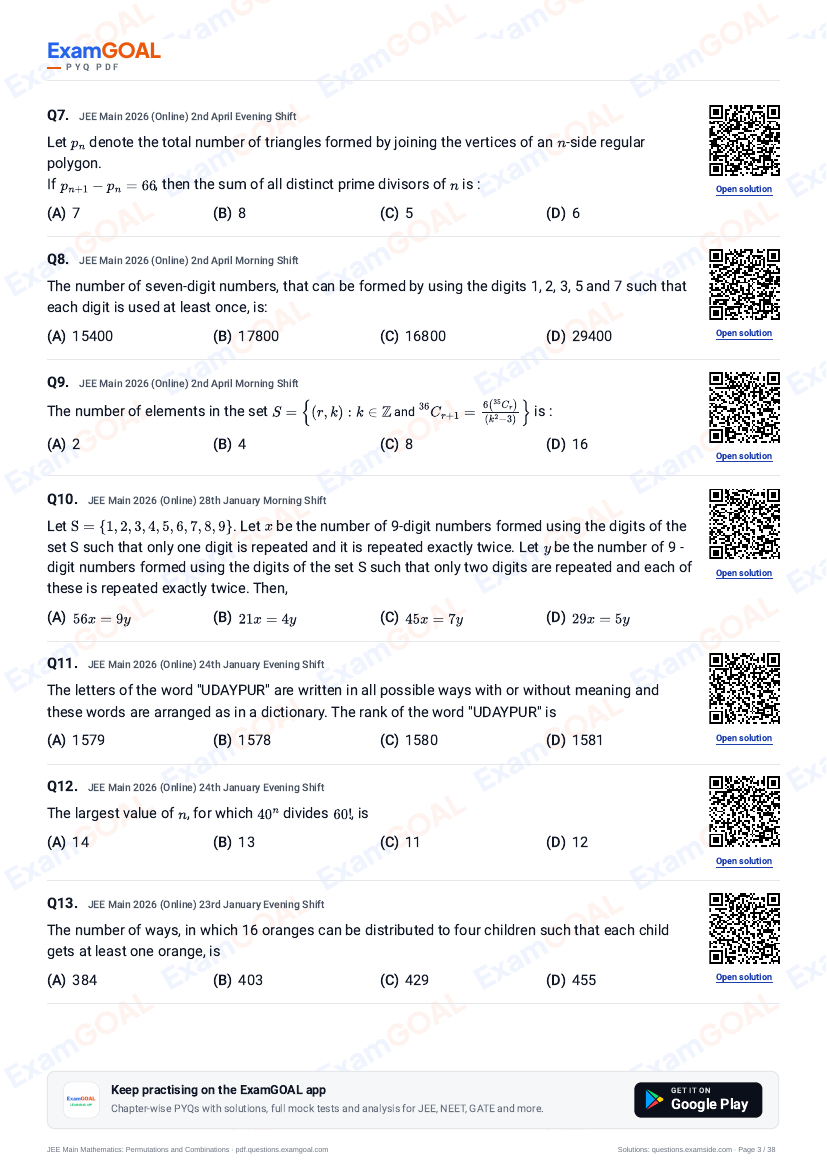 ExamGOAL
PYQ PDF
Q7. JEE Main 2026 (Online) 2nd April Evening Shift
Let pₙ denote the total number of triangles formed by joining the vertices of an n-side regular
polygon.
If pₙ₊₁ − pₙ = 66, then the sum of all distinct prime divisors of n is :
(A) 7 (B) 8 (C) 5 (D) 6
Open solution
Q8. JEE Main 2026 (Online) 2nd April Morning Shift
The number of seven-digit numbers, that can be formed by using the digits 1, 2, 3, 5 and 7 such that
each digit is used at least once, is:
(A) 15400 (B) 17800 (C) 16800 (D) 29400
Open solution
Q9. JEE Main 2026 (Online) 2nd April Morning Shift
The number of elements in the set S = {(r, k) : k ∈ ℤ and ³⁶Cᵣ₊₁ = 6(³⁵Cᵣ)/(k²−3)} is :
(A) 2 (B) 4 (C) 8 (D) 16
Open solution
Q10. JEE Main 2026 (Online) 28th January Morning Shift
Let S = {1, 2, 3, 4, 5, 6, 7, 8, 9}. Let x be the number of 9-digit numbers formed using the digits of the
set S such that only one digit is repeated and it is repeated exactly twice. Let y be the number of 9 -
digit numbers formed using the digits of the set S such that only two digits are repeated and each of
these is repeated exactly twice. Then,
(A) 56x = 9y (B) 21x = 4y (C) 45x = 7y (D) 29x = 5y
Open solution
Q11. JEE Main 2026 (Online) 24th January Evening Shift
The letters of the word "UDAYPUR" are written in all possible ways with or without meaning and
these words are arranged as in a dictionary. The rank of the word "UDAYPUR" is
(A) 1579 (B) 1578 (C) 1580 (D) 1581
Open solution
Q12. JEE Main 2026 (Online) 24th January Evening Shift
The largest value of n, for which 40ⁿ divides 60!, is
(A) 14 (B) 13 (C) 11 (D) 12
Open solution
Q13. JEE Main 2026 (Online) 23rd January Evening Shift
The number of ways, in which 16 oranges can be distributed to four children such that each child
gets at least one orange, is
(A) 384 (B) 403 (C) 429 (D) 455
Open solution
ExamGOAL
Keep practising on the ExamGOAL app
Chapter-wise PYQs with solutions, full mock tests and analysis for JEE, NEET, GATE and more.
GET IT ON
Google Play
JEE Main Mathematics: Permutations and Combinations · pdf.questions.examgoal.com
Solutions: questions.examside.com · Page 3 / 38